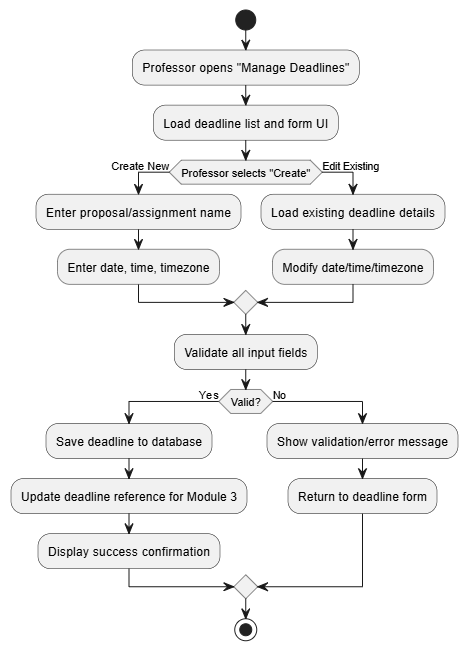 Professor opens "Manage Deadlines"
Load deadline list and form UI
Create New
Professor selects "Create"
Edit Existing
Enter proposal/assignment name
Load existing deadline details
Enter date, time, timezone
Modify date/time/timezone
Validate all input fields
Yes
Valid?
No
Save deadline to database
Show validation/error message
Update deadline reference for Module 3
Return to deadline form
Display success confirmation